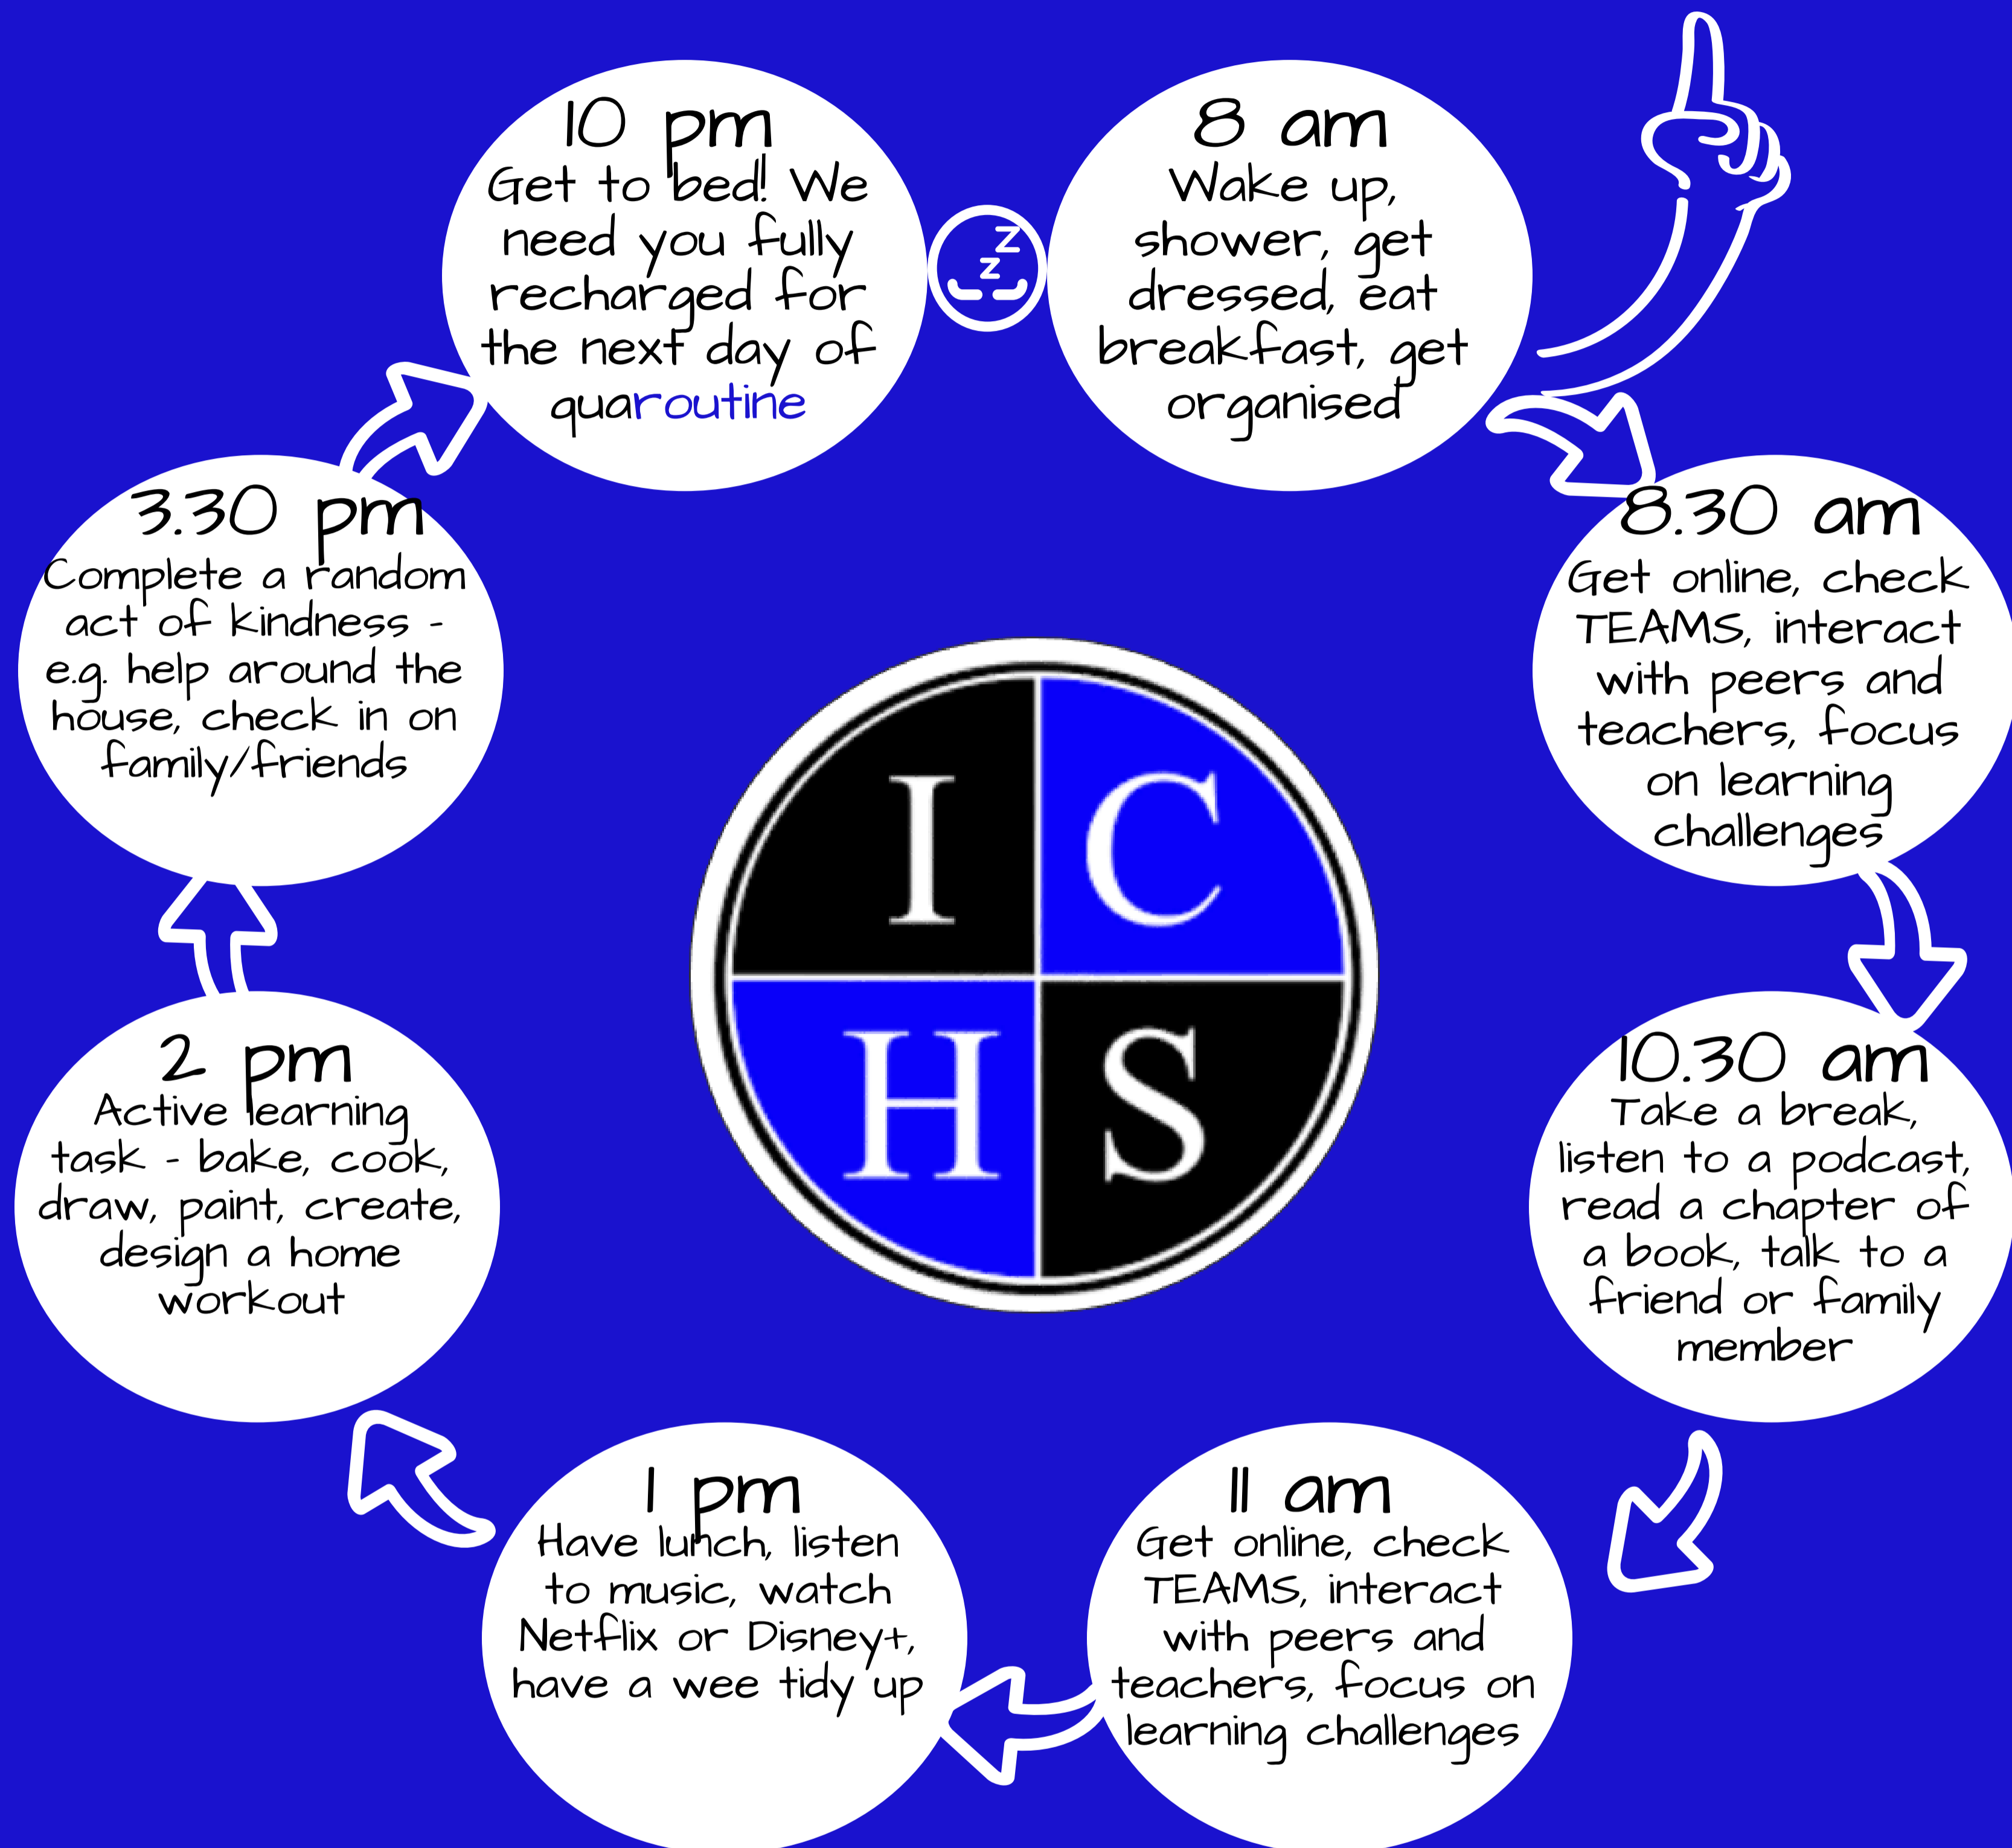 8 am
Wake up,
shower, get
dressed, eat
breakfast, get
organised
8.30 am
Get online, check
TEAMS, interact
with peers and
teachers, focus
on learning
challenges
10.30 am
Take a break,
listen to a podcast,
read a chapter of
a book, talk to a
friend or family
member
11 am
Get online, check
TEAMS, interact
with peers and
teachers, focus on
learning challenges
1 pm
Have lunch, listen
to music, watch
Netflix or Disney+,
have a wee tidy up
2 pm
Active learning
task - bake, cook,
draw, paint, create,
design a home
workout
3.30 pm
Complete a random
act of kindness -
e.g. help around the
house, check in on
family/friends
10 pm
Get to bed! We
need you fully
recharged for
the next day of
quaroutine
z
z
I C
H S